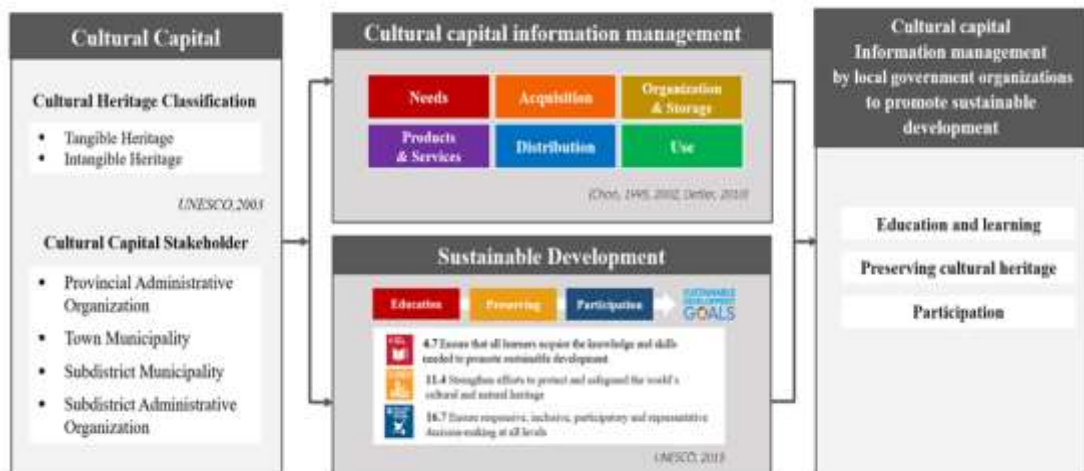 Cultural Capital
Cultural Heritage Classification
• Tangible Heritage
• Intangible Heritage
UNESCO,2003
Cultural Capital Stakeholder
• Provincial Administrative
Organization
• Town Municipality
• Subdistrict Municipality
• Subdistrict Administrative
Organization
Cultural capital information management
Needs
Acquisition
Organization
& Storage
Products
& Services
Distribution
Use
(Choo, 1995, 2002, Detlor, 2010)
Sustainable Development
Education
Preserving
Participation
SUSTAINABLE
DEVELOPMENT
GOALS
4.7 Ensure that all learners acquire the knowledge and skills
needed to promote sustainable development
11.4 Strengthen efforts to protect and safeguard the world's
cultural and natural heritage
16.7 Ensure responsive, inclusive, participatory and representative
decision-making at all levels
UNESCO, 2015
Cultural capital
Information management
by local government organizations
to promote sustainable
development
Education and learning
Preserving cultural heritage
Participation